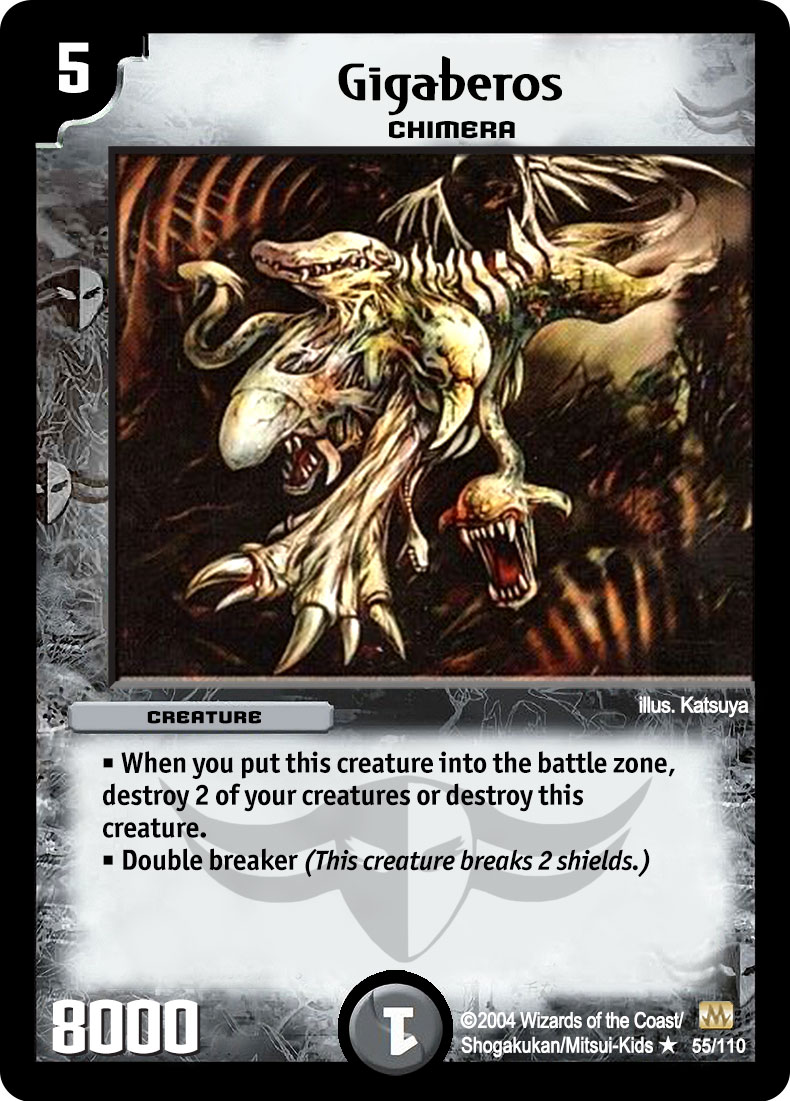 5
Gigaberos
CHIMERA
illus. Katsuya
CREATURE
▪ When you put this creature into the battle zone,
destroy 2 of your creatures or destroy this
creature.
▪ Double breaker (This creature breaks 2 shields.)
8000
1
©2004 Wizards of the Coast/
Shogakukan/Mitsui-Kids ★ 55/110